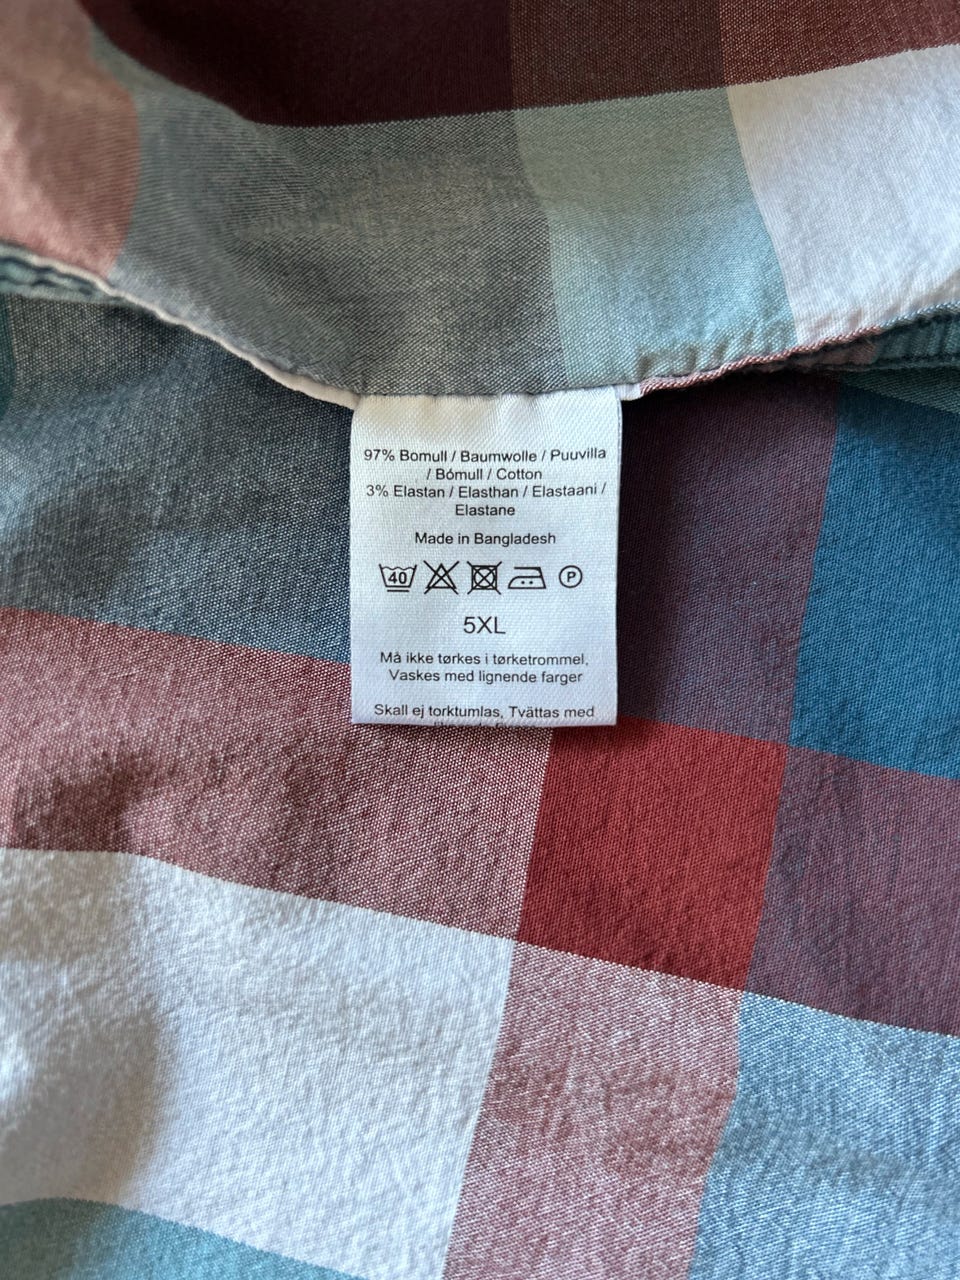 97% Bomull / Baumwolle / Puuvilla
/ Bómull / Cotton
3% Elastan / Elasthan / Elastaani /
Elastane
Made in Bangladesh
40 P
5XL
Må ikke tørkes i tørketrommel,
Vaskes med lignende farger
Skall ej torktumlas, Tvättas med